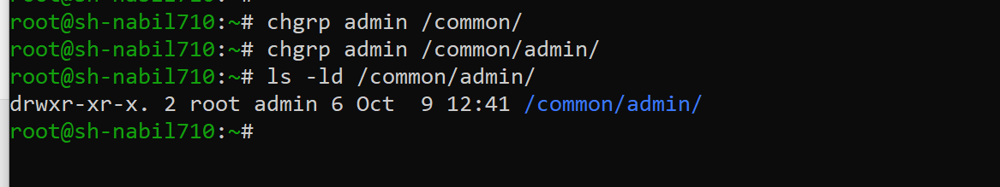 root@sh-nabil710:~# chgrp admin /common/
root@sh-nabil710:~# chgrp admin /common/admin/
root@sh-nabil710:~# ls -ld /common/admin/
drwxr-xr-x. 2 root admin 6 Oct  9 12:41 /common/admin/
root@sh-nabil710:~#